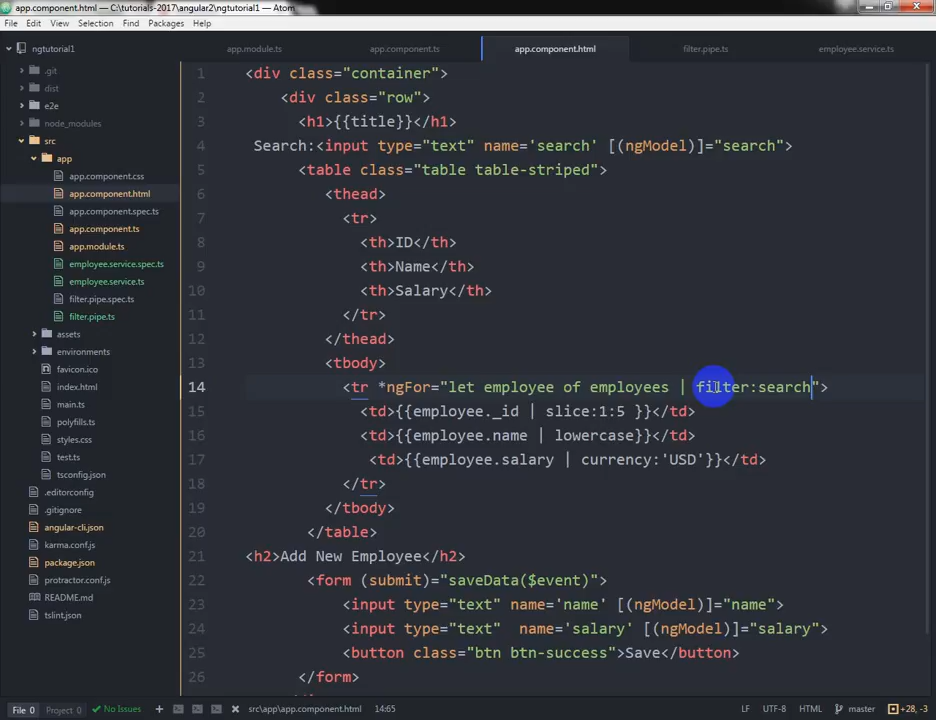 app.component.html — C:\tutorials-2017\angular2\ngtutorial1 — Atom
File Edit View Selection Find Packages Help
ngtutorial1
.git
dist
e2e
node_modules
src
app
app.component.css
app.component.html
app.component.spec.ts
app.component.ts
app.module.ts
employee.service.spec.ts
employee.service.ts
filter.pipe.spec.ts
filter.pipe.ts
assets
environments
favicon.ico
index.html
main.ts
polyfills.ts
styles.css
test.ts
tsconfig.json
.editorconfig
.gitignore
angular-cli.json
karma.conf.js
package.json
protractor.conf.js
README.md
tslint.json
app.module.ts app.component.ts app.component.html filter.pipe.ts employee.service.ts
1 <div class="container">
2 <div class="row">
3 <h1>{{title}}</h1>
4 Search:<input type="text" name='search' [(ngModel)]="search">
5 <table class="table table-striped">
6 <thead>
7 <tr>
8 <th>ID</th>
9 <th>Name</th>
10 <th>Salary</th>
11 </tr>
12 </thead>
13 <tbody>
14 <tr *ngFor="let employee of employees | filter:search">
15 <td>{{employee._id | slice:1:5 }}</td>
16 <td>{{employee.name | lowercase}}</td>
17 <td>{{employee.salary | currency:'USD'}}</td>
18 </tr>
19 </tbody>
20 </table>
21 <h2>Add New Employee</h2>
22 <form (submit)="saveData($event)">
23 <input type="text" name='name' [(ngModel)]="name">
24 <input type="text" name='salary' [(ngModel)]="salary">
25 <button class="btn btn-success">Save</button>
26 </form>
File 0 Project 0 No Issues src\app\app.component.html 14:65 LF UTF-8 HTML master +28, -3